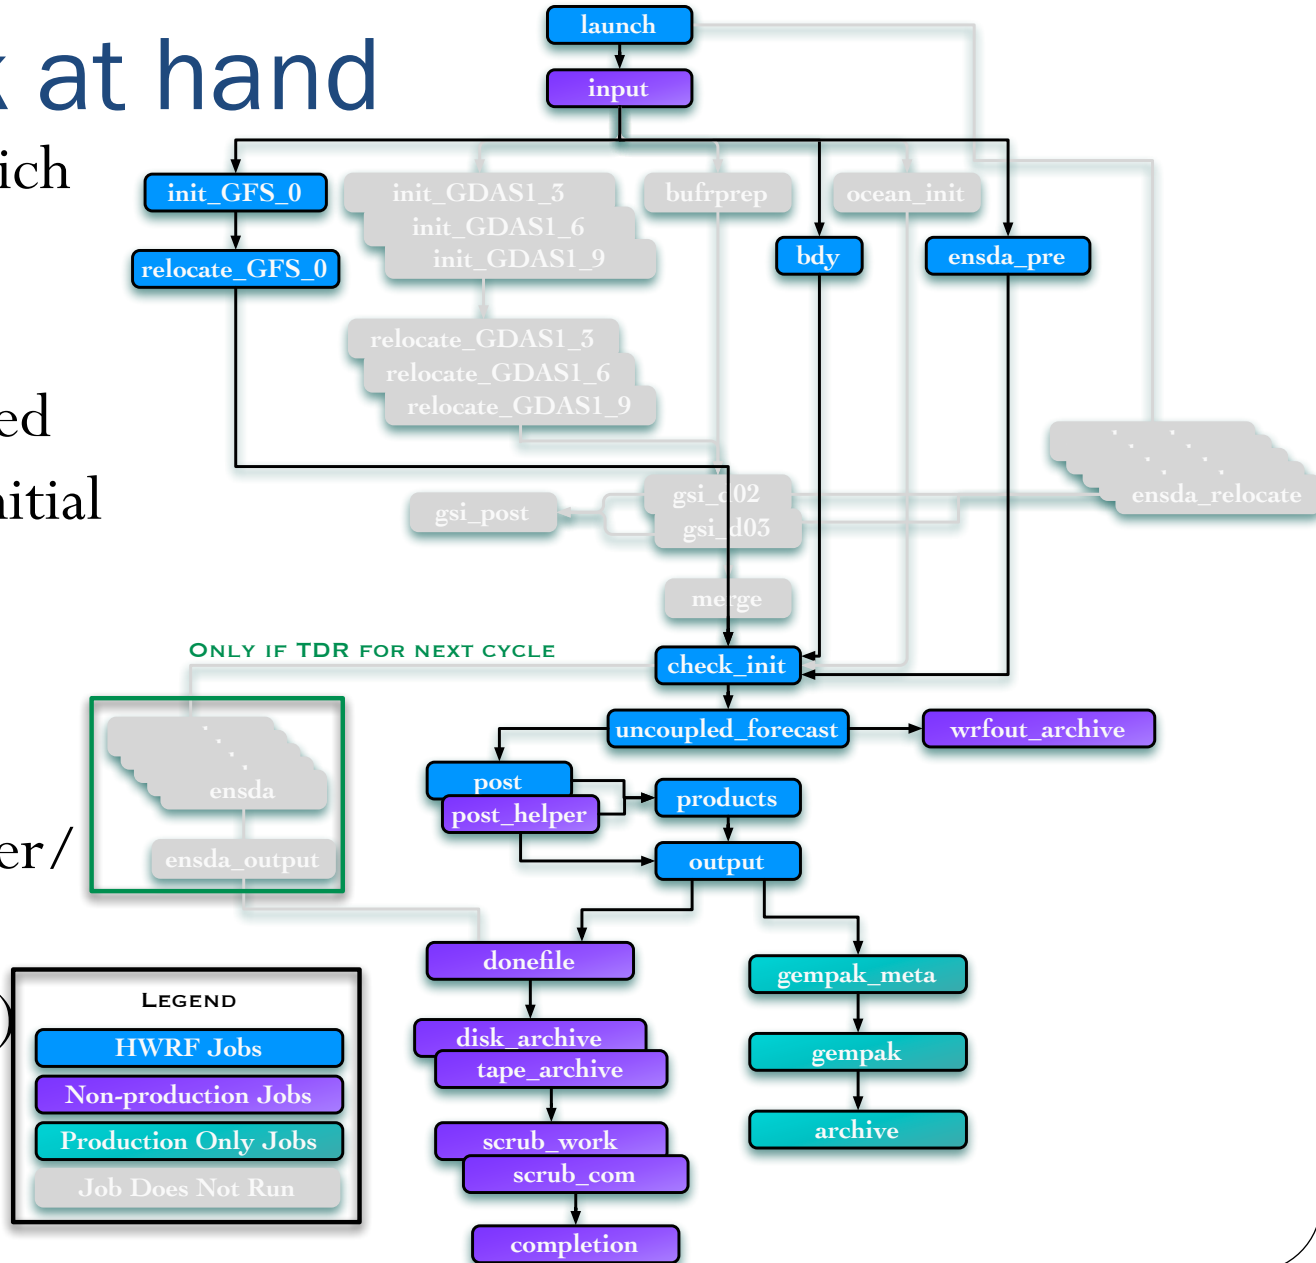 x at hand
ich
ed
nitial
er/
)
launch
input
init_GFS_0
relocate_GFS_0
init_GDAS1_3
init_GDAS1_6
init_GDAS1_9
relocate_GDAS1_3
relocate_GDAS1_6
relocate_GDAS1_9
bufrprep
ocean_init
bdy
ensda_pre
gsi_post
gsi_d02
gsi_d03
ensda_relocate
merge
ONLY IF TDR FOR NEXT CYCLE
check_init
uncoupled_forecast
wrfout_archive
ensda
ensda_output
post
post_helper
products
output
donefile
gempak_meta
disk_archive
tape_archive
gempak
scrub_work
scrub_com
archive
completion
LEGEND
HWRF Jobs
Non-production Jobs
Production Only Jobs
Job Does Not Run